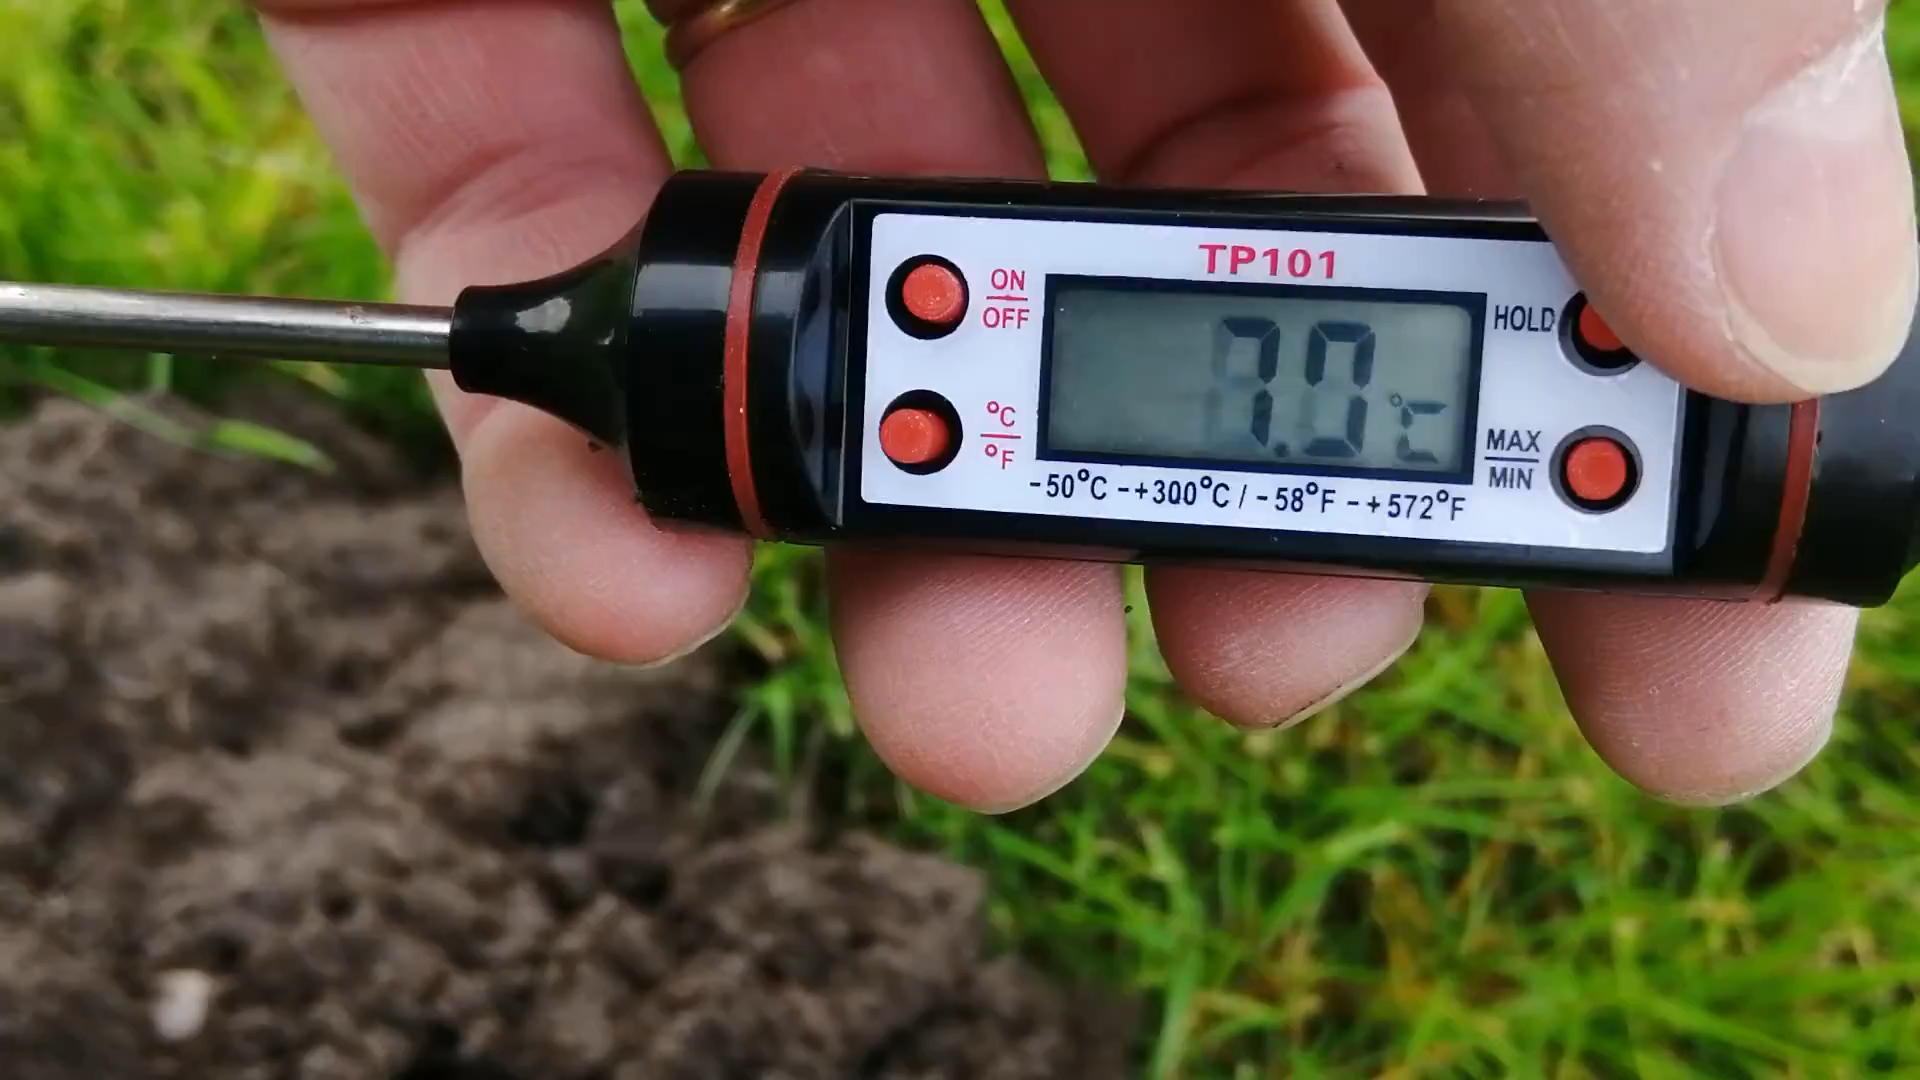 TP101
ON
OFF
HOLD
7.0°C
°C
°F
MAX
MIN
-50°C -+300°C / -58°F -+572°F